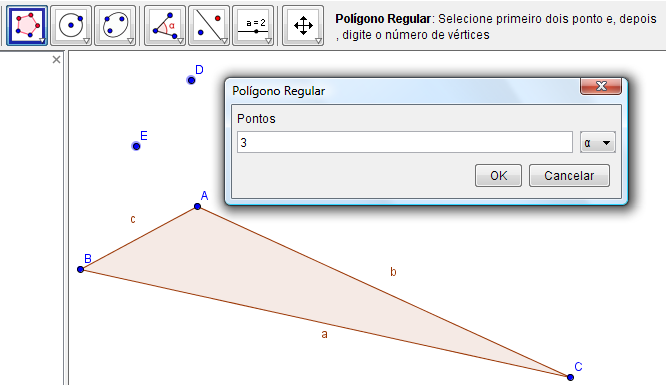 α
a = 2
Polígono Regular: Selecione primeiro dois ponto e, depois
, digite o número de vértices
D
Polígono Regular
Pontos
3
α
OK
Cancelar
E
A
c
B
b
a
C